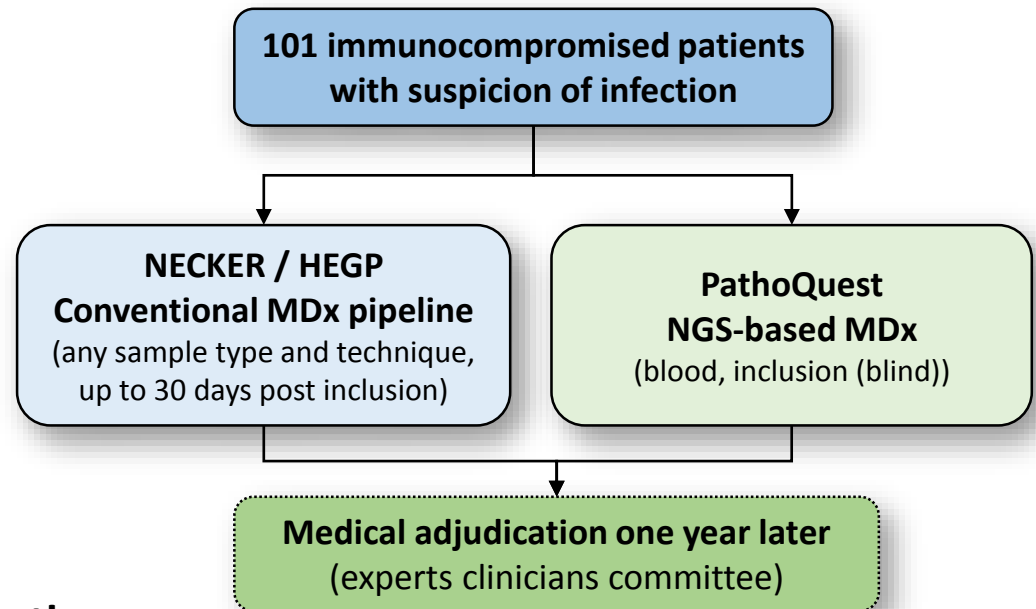 101 immunocompromised patients
with suspicion of infection
NECKER / HEGP
Conventional MDx pipeline
(any sample type and technique,
up to 30 days post inclusion)
PathoQuest
NGS-based MDx
(blood, inclusion (blind))
Medical adjudication one year later
(experts clinicians committee)